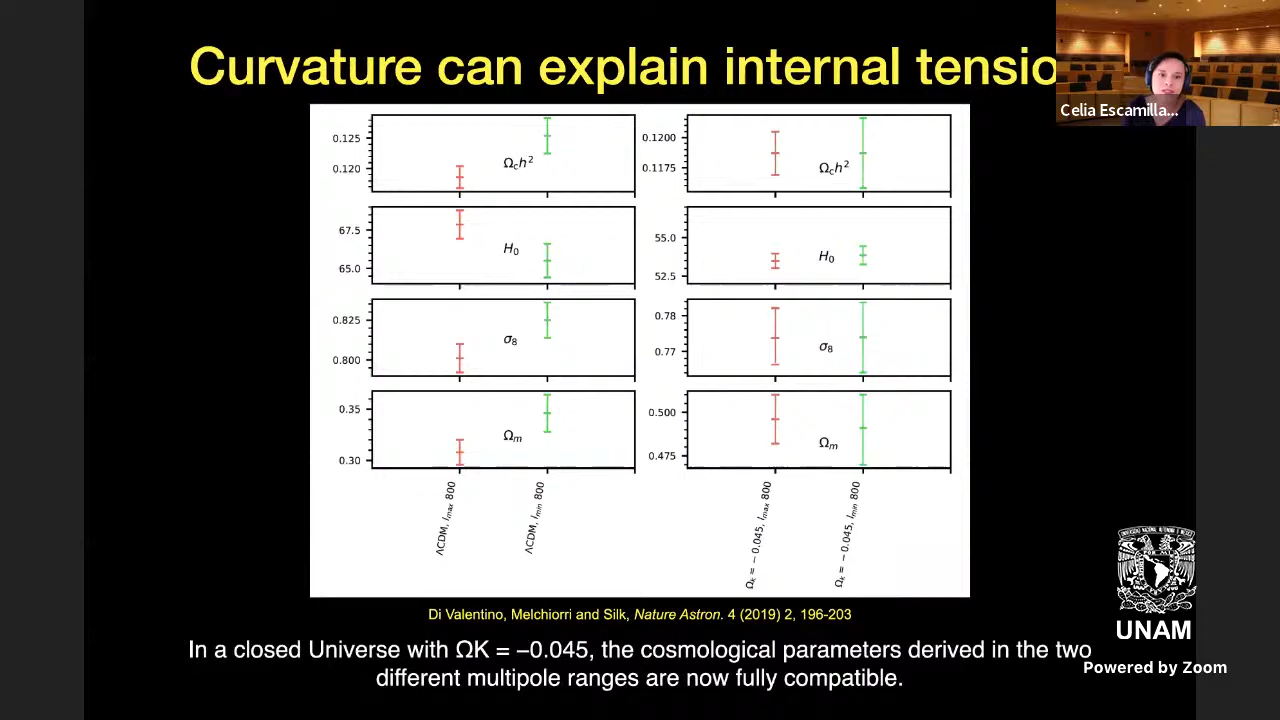 Curvature can explain internal tensio
Celia Escamilla...
0.125
0.120
Ωch²
0.1200
0.1175
Ωch²
67.5
65.0
H0
55.0
52.5
H0
0.825
0.800
σ8
0.78
0.77
σ8
0.35
0.30
Ωm
0.500
0.475
Ωm
ΛCDM, lmax 800
ΛCDM, lmin 800
Ωk = − 0.045, lmax 800
Ωk = − 0.045, lmin 800
Di Valentino, Melchiorri and Silk, Nature Astron. 4 (2019) 2, 196-203
In a closed Universe with ΩK = −0.045, the cosmological parameters derived in the two
different multipole ranges are now fully compatible.
UNAM
Powered by Zoom